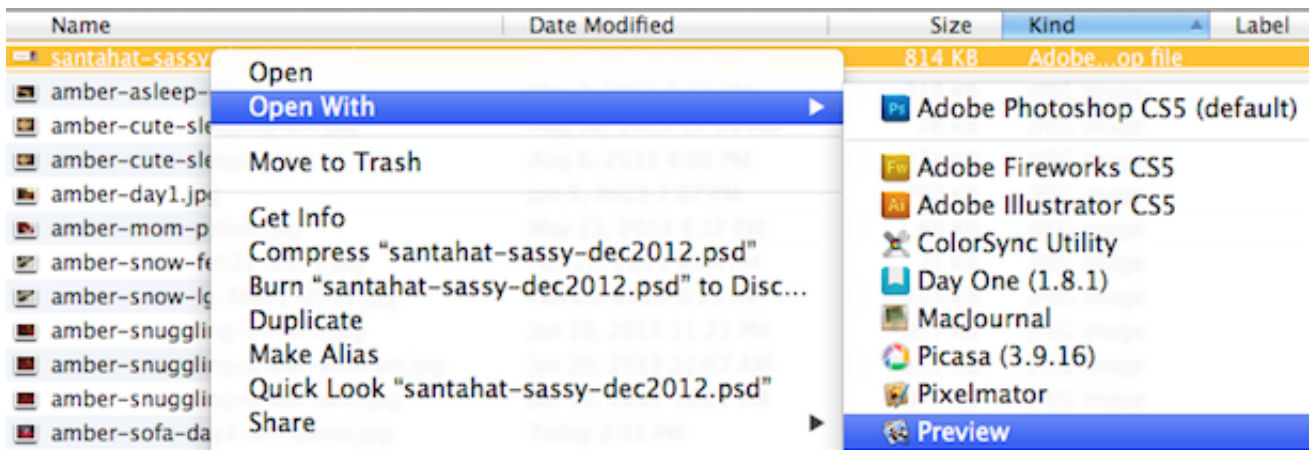 Name Date Modified Size Kind Label
santahat-sassy 814 KB Adobe...op file
Open
amber-asleep-
Open With Adobe Photoshop CS5 (default)
amber-cute-sle
amber-cute-sle
Move to Trash Adobe Fireworks CS5
amber-day1.jpg
Adobe Illustrator CS5
Get Info
amber-mom-p
ColorSync Utility
Compress “santahat-sassy-dec2012.psd”
amber-snow-fe
Day One (1.8.1)
Burn “santahat-sassy-dec2012.psd” to Disc...
amber-snow-lg
MacJournal
Duplicate
amber-snuggli
Make Alias Picasa (3.9.16)
amber-snuggli
Quick Look “santahat-sassy-dec2012.psd” Pixelmator
amber-snuggli
Share Preview
amber-sofa-da